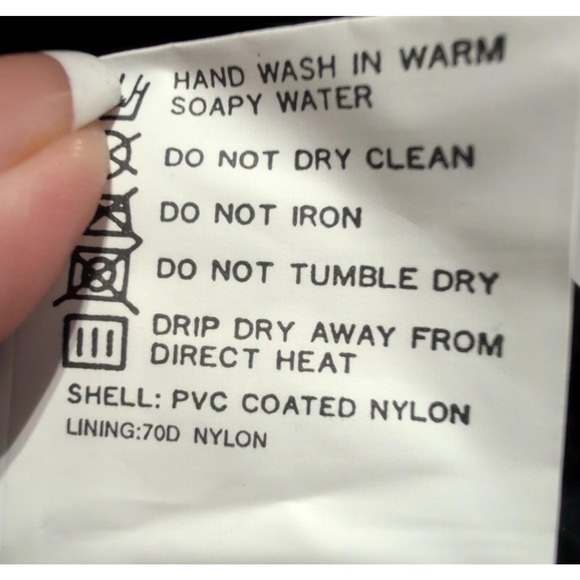 HAND WASH IN WARM
SOAPY WATER
DO NOT DRY CLEAN
DO NOT IRON
DO NOT TUMBLE DRY
DRIP DRY AWAY FROM
DIRECT HEAT
SHELL: PVC COATED NYLON
LINING:70D NYLON